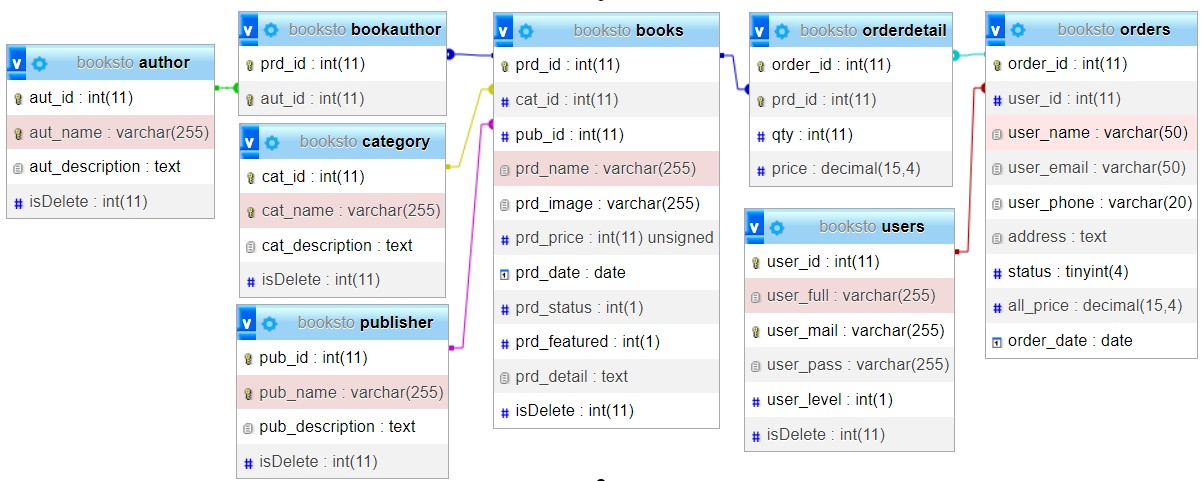 booksto author
aut_id : int(11)
aut_name : varchar(255)
aut_description : text
isDelete : int(11)
v booksto bookauthor
prd_id : int(11)
aut_id : int(11)
v booksto category
cat_id : int(11)
cat_name : varchar(255)
cat_description : text
isDelete : int(11)
v booksto publisher
pub_id : int(11)
pub_name : varchar(255)
pub_description : text
isDelete : int(11)
v booksto books
prd_id : int(11)
cat_id : int(11)
pub_id : int(11)
prd_name : varchar(255)
prd_image : varchar(255)
prd_price : int(11) unsigned
prd_date : date
prd_status : int(1)
prd_featured : int(1)
prd_detail : text
isDelete : int(11)
v booksto orderdetail
order_id : int(11)
prd_id : int(11)
qty : int(11)
price : decimal(15,4)
v booksto users
user_id : int(11)
user_full : varchar(255)
user_mail : varchar(255)
user_pass : varchar(255)
user_level : int(1)
isDelete : int(11)
v booksto orders
order_id : int(11)
user_id : int(11)
user_name : varchar(50)
user_email : varchar(50)
user_phone : varchar(20)
address : text
status : tinyint(4)
all_price : decimal(15,4)
order_date : date